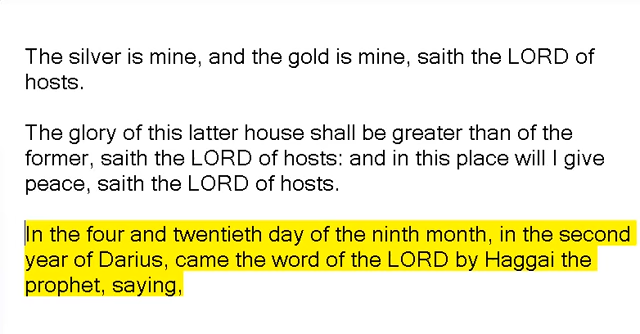 The silver is mine, and the gold is mine, saith the LORD of
hosts.
The glory of this latter house shall be greater than of the
former, saith the LORD of hosts: and in this place will I give
peace, saith the LORD of hosts.
In the four and twentieth day of the ninth month, in the second
year of Darius, came the word of the LORD by Haggai the
prophet, saying,